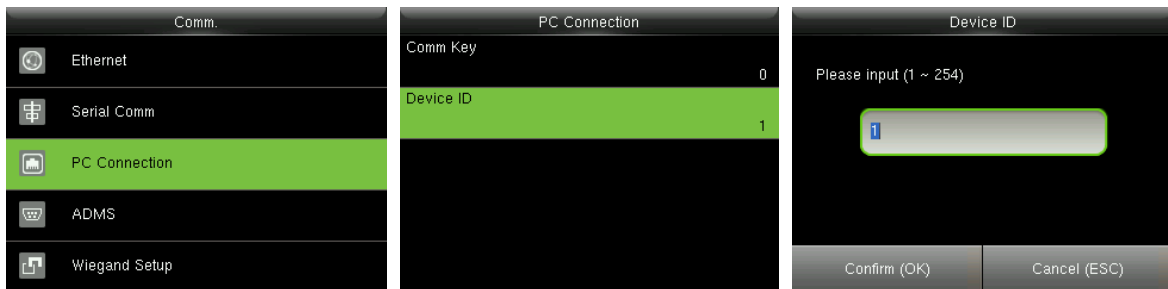 Comm.
Ethernet
Serial Comm
PC Connection
ADMS
Wiegand Setup
PC Connection
Comm Key
0
Device ID
1
Device ID
Please input (1 ~ 254)
1
Confirm (OK)
Cancel (ESC)